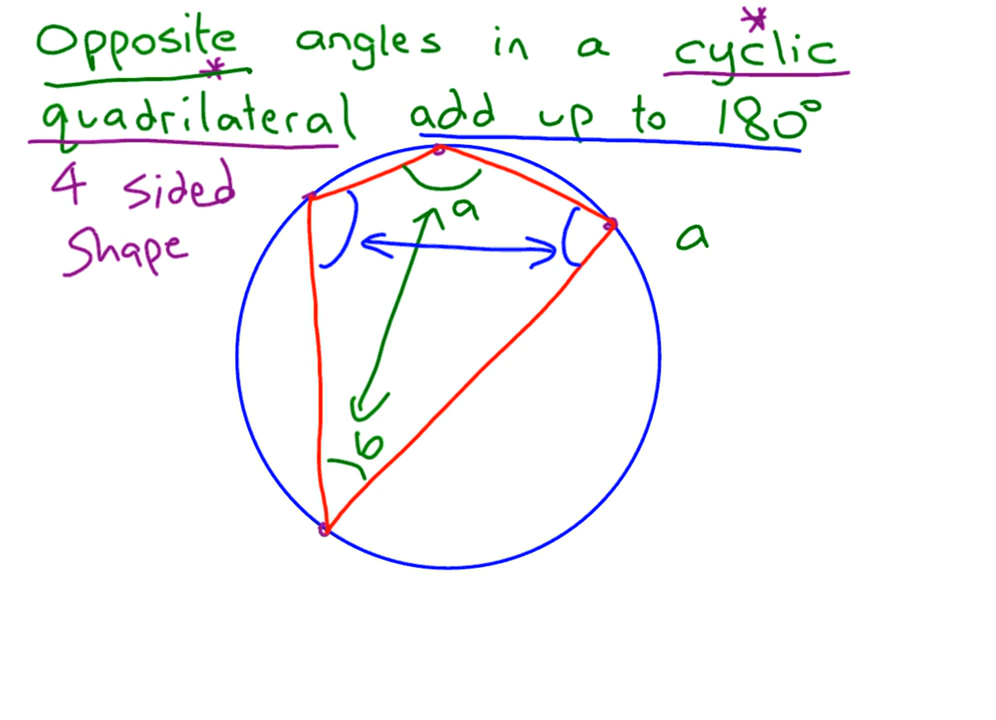 Opposite angles in a cyclic*
quadrilateral* add up to 180°
4 sided
Shape
a
a
b